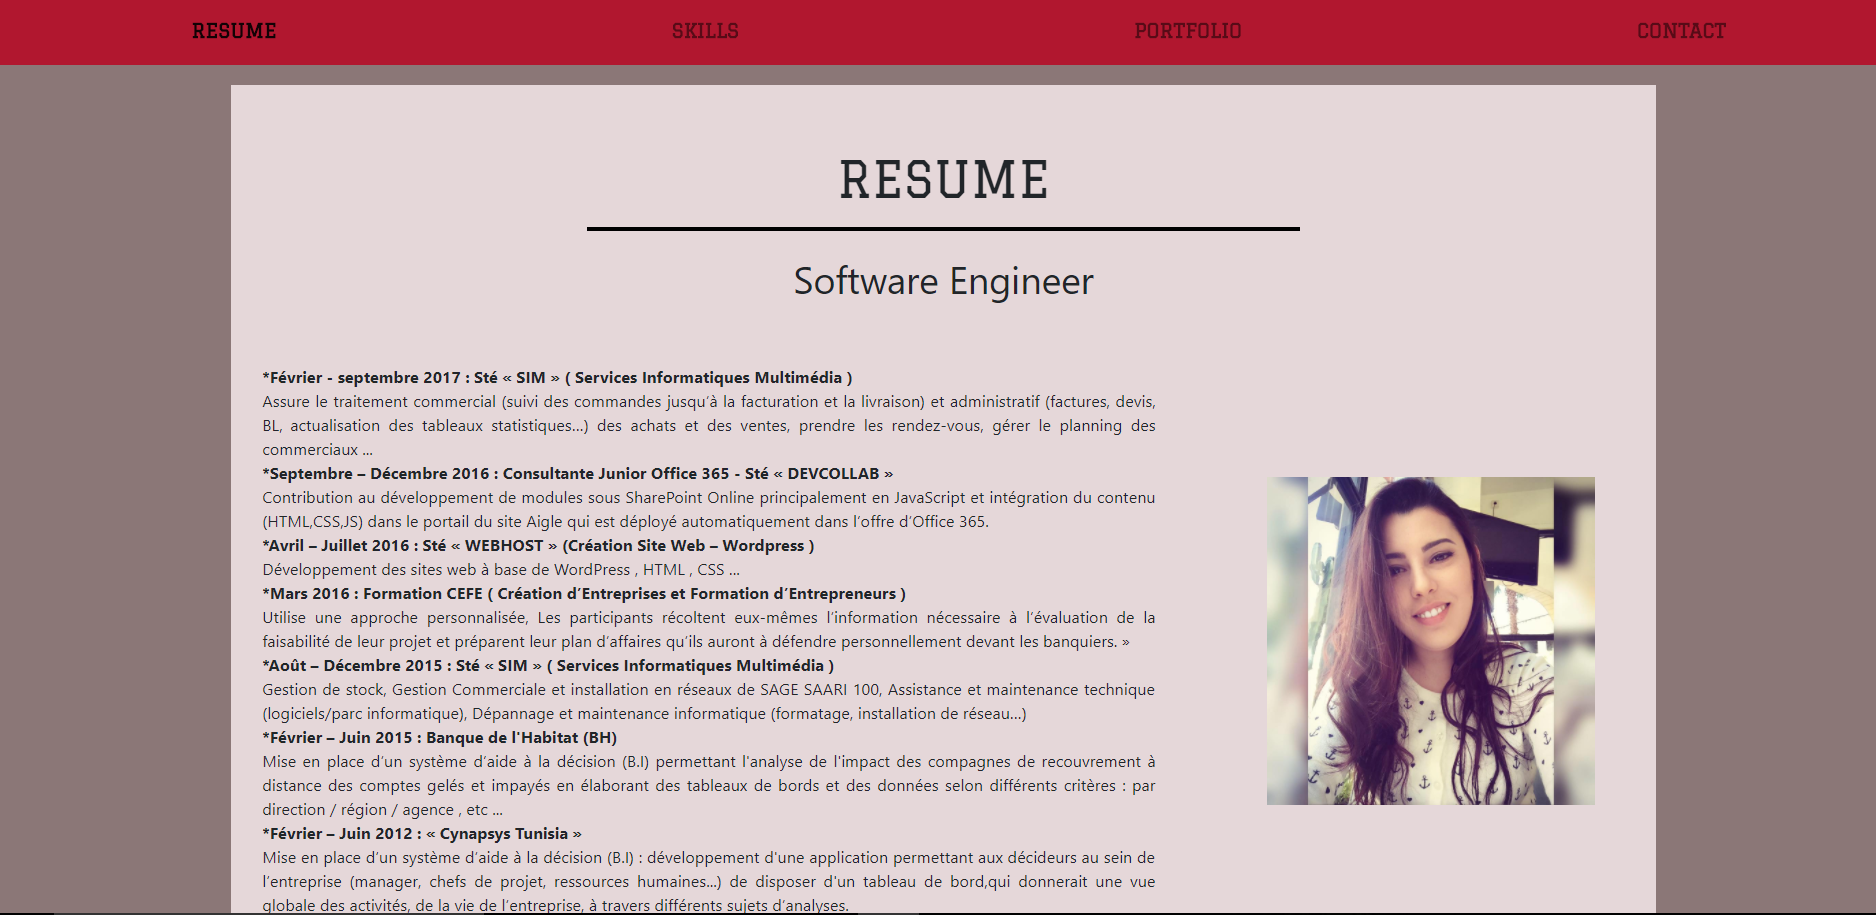 RESUME
SKILLS
PORTFOLIO
CONTACT
RESUME
Software Engineer
*Février - septembre 2017 : Sté « SIM » ( Services Informatiques Multimédia )
Assure le traitement commercial (suivi des commandes jusqu’à la facturation et la livraison) et administratif (factures, devis,
BL, actualisation des tableaux statistiques...) des achats et des ventes, prendre les rendez-vous, gérer le planning des
commerciaux ...
*Septembre – Décembre 2016 : Consultante Junior Office 365 - Sté « DEVCOLLAB »
Contribution au développement de modules sous SharePoint Online principalement en JavaScript et intégration du contenu
(HTML,CSS,JS) dans le portail du site Aigle qui est déployé automatiquement dans l’offre d’Office 365.
*Avril – Juillet 2016 : Sté « WEBHOST » (Création Site Web – Wordpress )
Développement des sites web à base de WordPress , HTML , CSS ...
*Mars 2016 : Formation CEFE ( Création d’Entreprises et Formation d’Entrepreneurs )
Utilise une approche personnalisée, Les participants récoltent eux-mêmes l’information nécessaire à l’évaluation de la
faisabilité de leur projet et préparent leur plan d’affaires qu’ils auront à défendre personnellement devant les banquiers. »
*Août – Décembre 2015 : Sté « SIM » ( Services Informatiques Multimédia )
Gestion de stock, Gestion Commerciale et installation en réseaux de SAGE SAARI 100, Assistance et maintenance technique
(logiciels/parc informatique), Dépannage et maintenance informatique (formatage, installation de réseau...)
*Février – Juin 2015 : Banque de l'Habitat (BH)
Mise en place d’un système d’aide à la décision (B.I) permettant l'analyse de l'impact des compagnes de recouvrement à
distance des comptes gelés et impayés en élaborant des tableaux de bords et des données selon différents critères : par
direction / région / agence , etc ...
*Février – Juin 2012 : « Cynapsys Tunisia »
Mise en place d’un système d’aide à la décision (B.I) : développement d'une application permettant aux décideurs au sein de
l’entreprise (manager, chefs de projet, ressources humaines...) de disposer d'un tableau de bord,qui donnerait une vue
globale des activités, de la vie de l’entreprise, à travers différents sujets d’analyses.